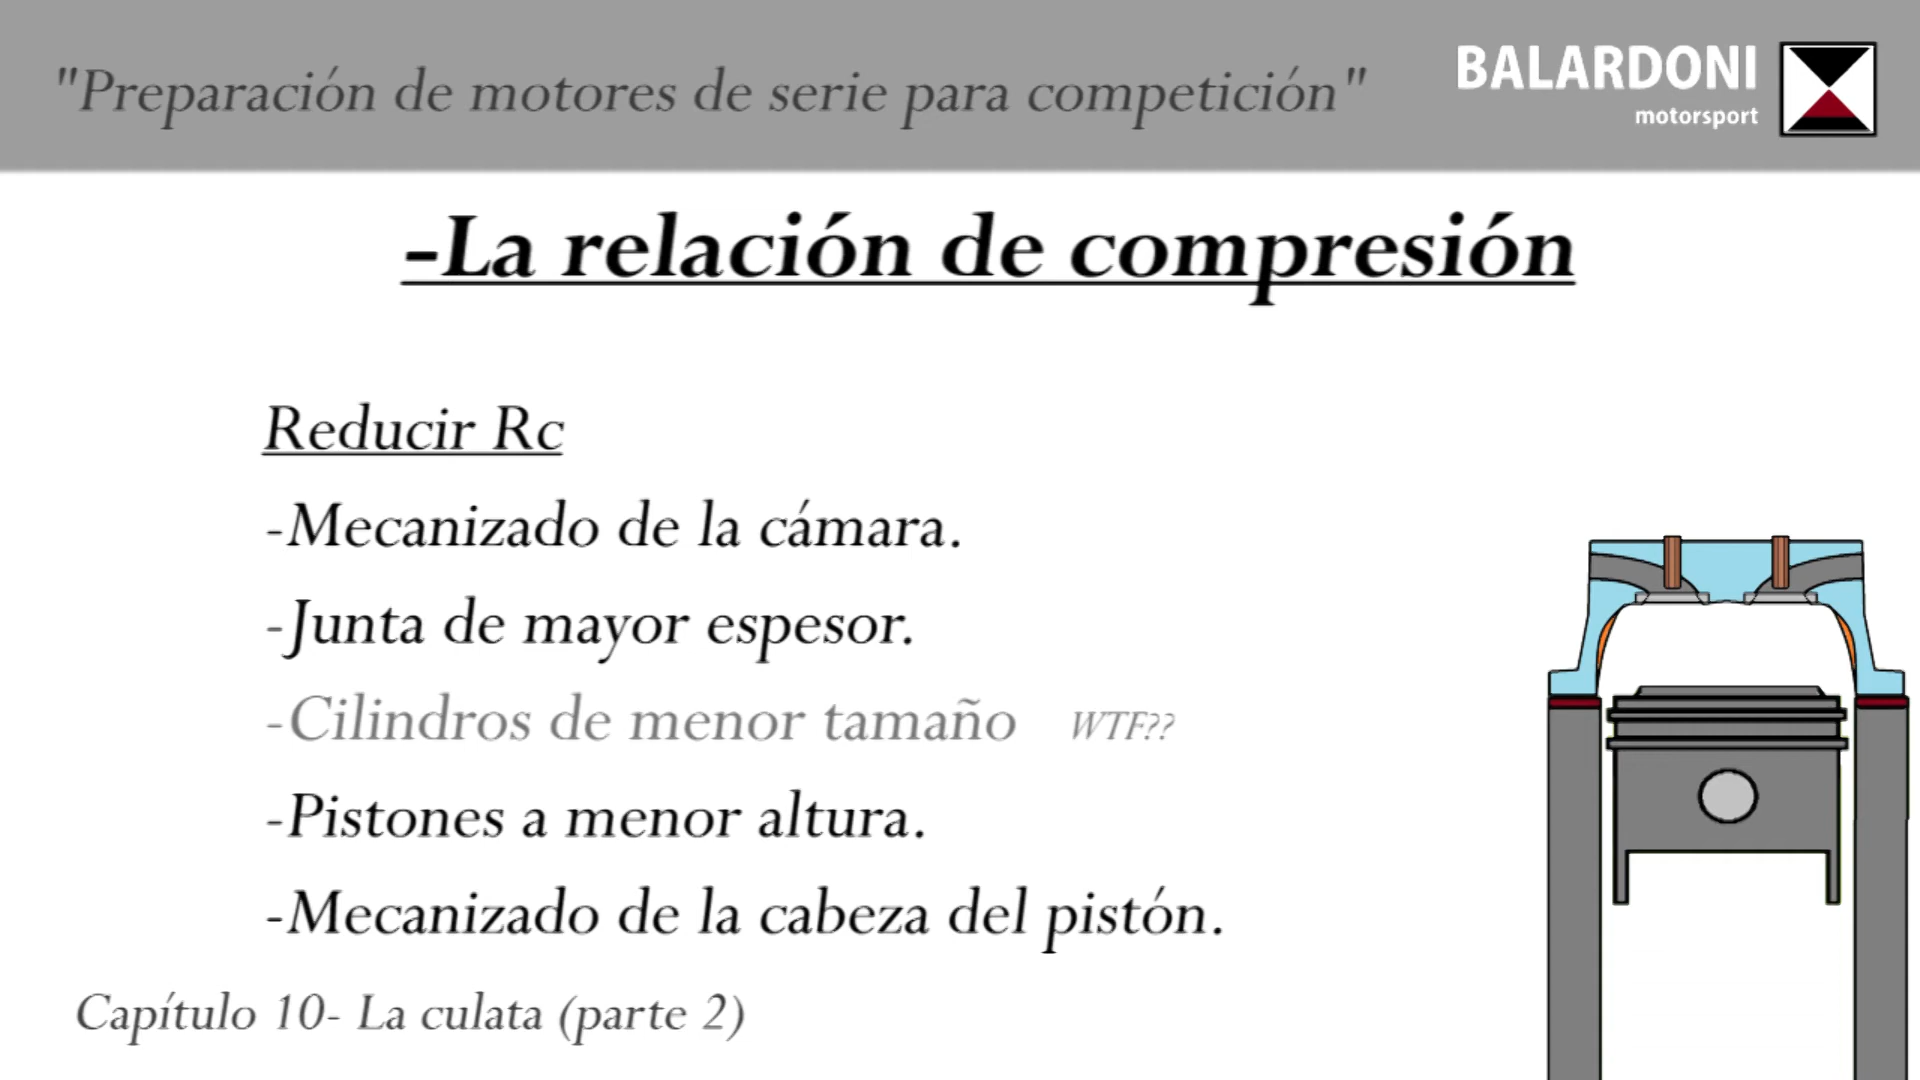 "Preparación de motores de serie para competición"
BALARDONI
motorsport
-La relación de compresión
Reducir Rc
-Mecanizado de la cámara.
-Junta de mayor espesor.
-Cilindros de menor tamaño WTF??
-Pistones a menor altura.
-Mecanizado de la cabeza del pistón.
Capítulo 10- La culata (parte 2)